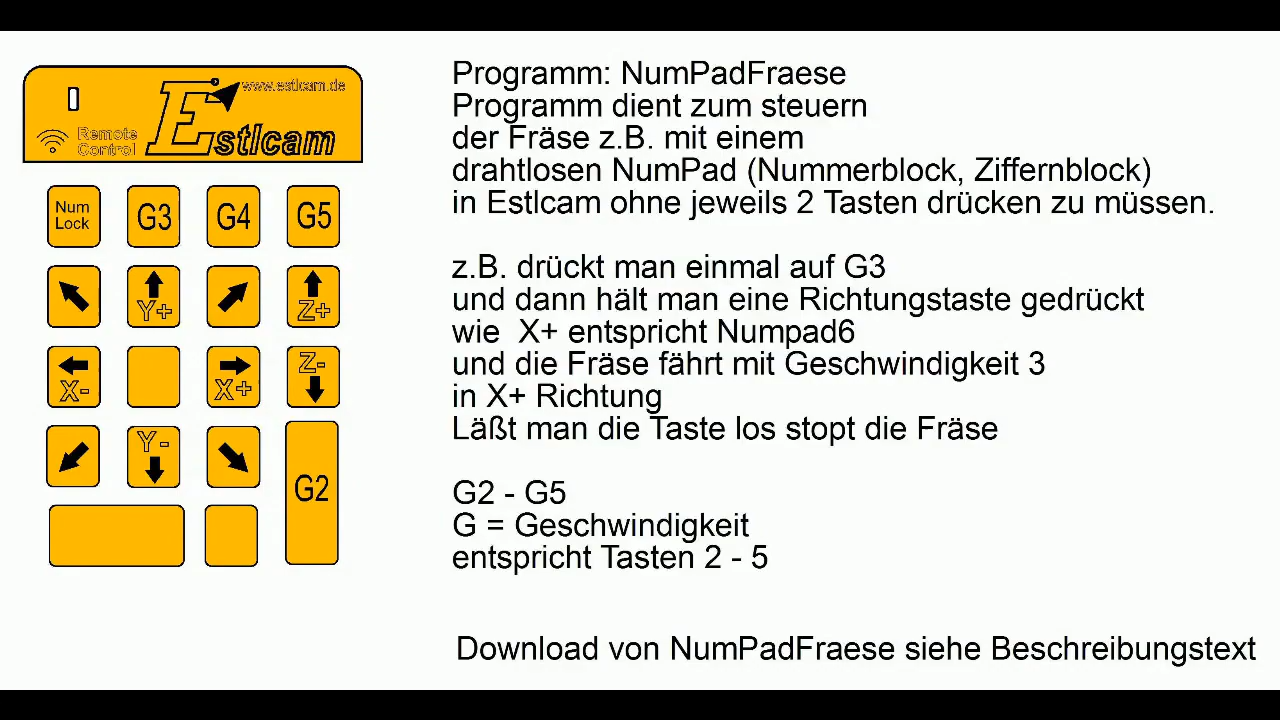 www.estlcam.de
Remote
Control
Estlcam
Num
Lock
G3
G4
G5
Y+
Z+
X-
X+
Z-
Y-
G2
Programm: NumPadFraese
Programm dient zum steuern
der Fräse z.B. mit einem
drahtlosen NumPad (Nummerblock, Ziffernblock)
in Estlcam ohne jeweils 2 Tasten drücken zu müssen.
z.B. drückt man einmal auf G3
und dann hält man eine Richtungstaste gedrückt
wie  X+ entspricht Numpad6
und die Fräse fährt mit Geschwindigkeit 3
in X+ Richtung
Läßt man die Taste los stopt die Fräse
G2 - G5
G = Geschwindigkeit
entspricht Tasten 2 - 5
Download von NumPadFraese siehe Beschreibungstext